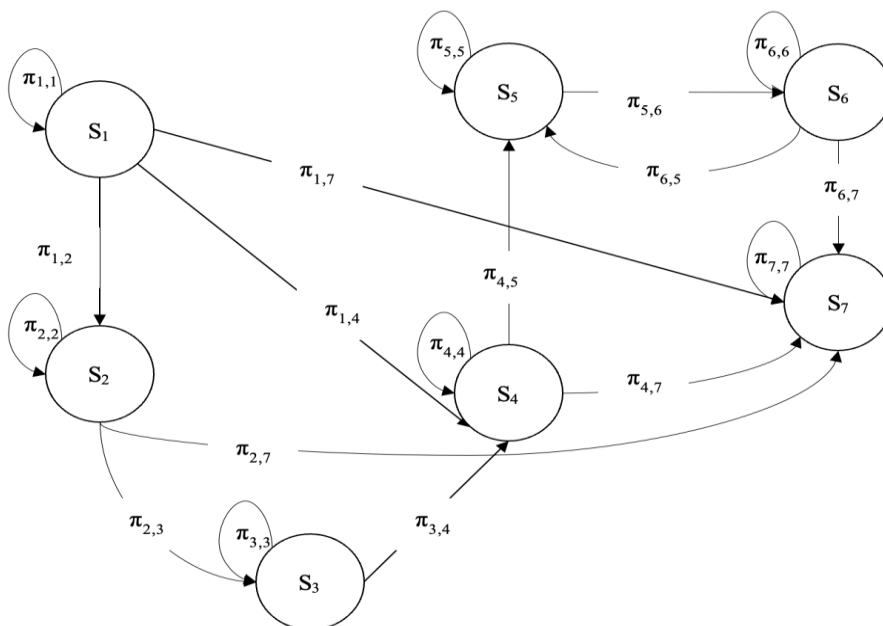 π5,5
π6,6
π1,1
S5
S6
π5,6
S1
π1,7
π6,5
π6,7
π1,2
π7,7
π4,5
S7
π1,4
π2,2
π4,4
S2
S4
π4,7
π2,7
π2,3
π3,3
π3,4
S3